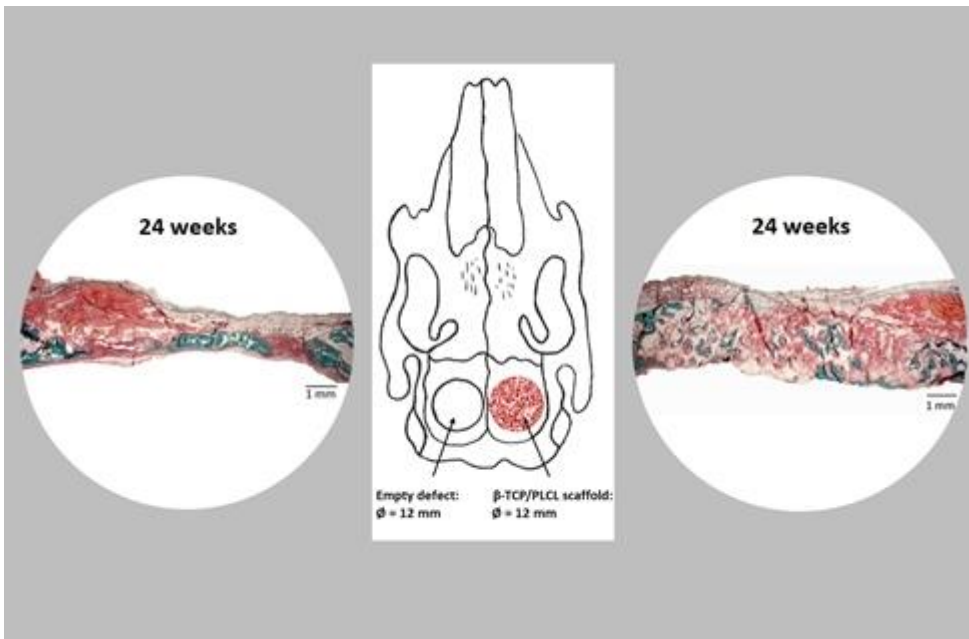 24 weeks
1 mm
Empty defect:
Ø = 12 mm
β-TCP/PLCL scaffold:
Ø = 12 mm
24 weeks
1 mm